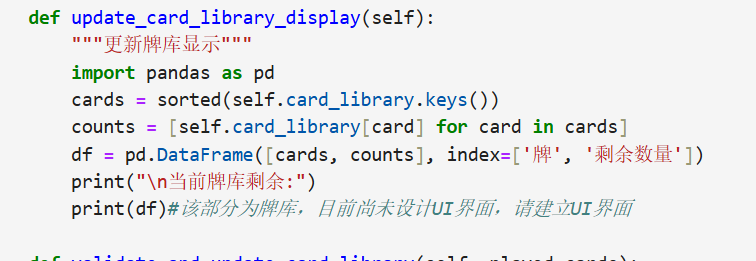 def update_card_library_display(self):
    """更新牌库显示"""
    import pandas as pd
    cards = sorted(self.card_library.keys())
    counts = [self.card_library[card] for card in cards]
    df = pd.DataFrame([cards, counts], index=['牌', '剩余数量'])
    print("\n当前牌库剩余:")
    print(df)#该部分为牌库，目前尚未设计UI界面，请建立UI界面
def validate_and_update_card_library(self, played_cards):